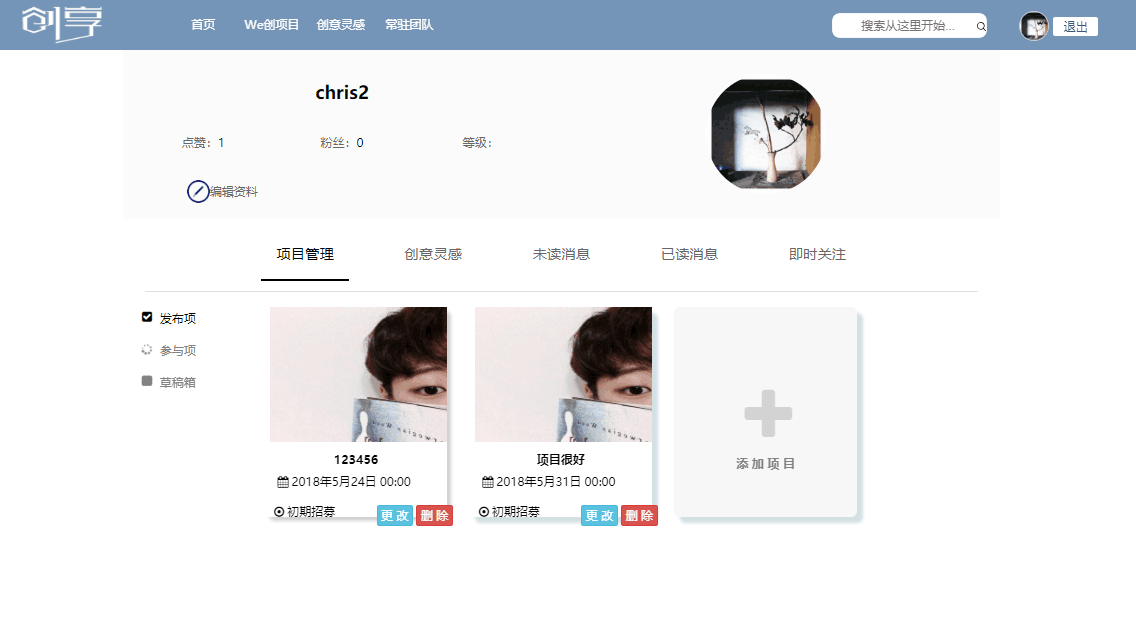 创享 首页 We创项目 创意灵感 常驻团队 搜索从这里开始... 退出
chris2
点赞：1 粉丝：0 等级：
编辑资料
项目管理 创意灵感 未读消息 已读消息 即时关注
发布项
参与项
草稿箱
123456
2018年5月24日 00:00
初期招募 更改 删除
项目很好
2018年5月31日 00:00
初期招募 更改 删除
添加项目